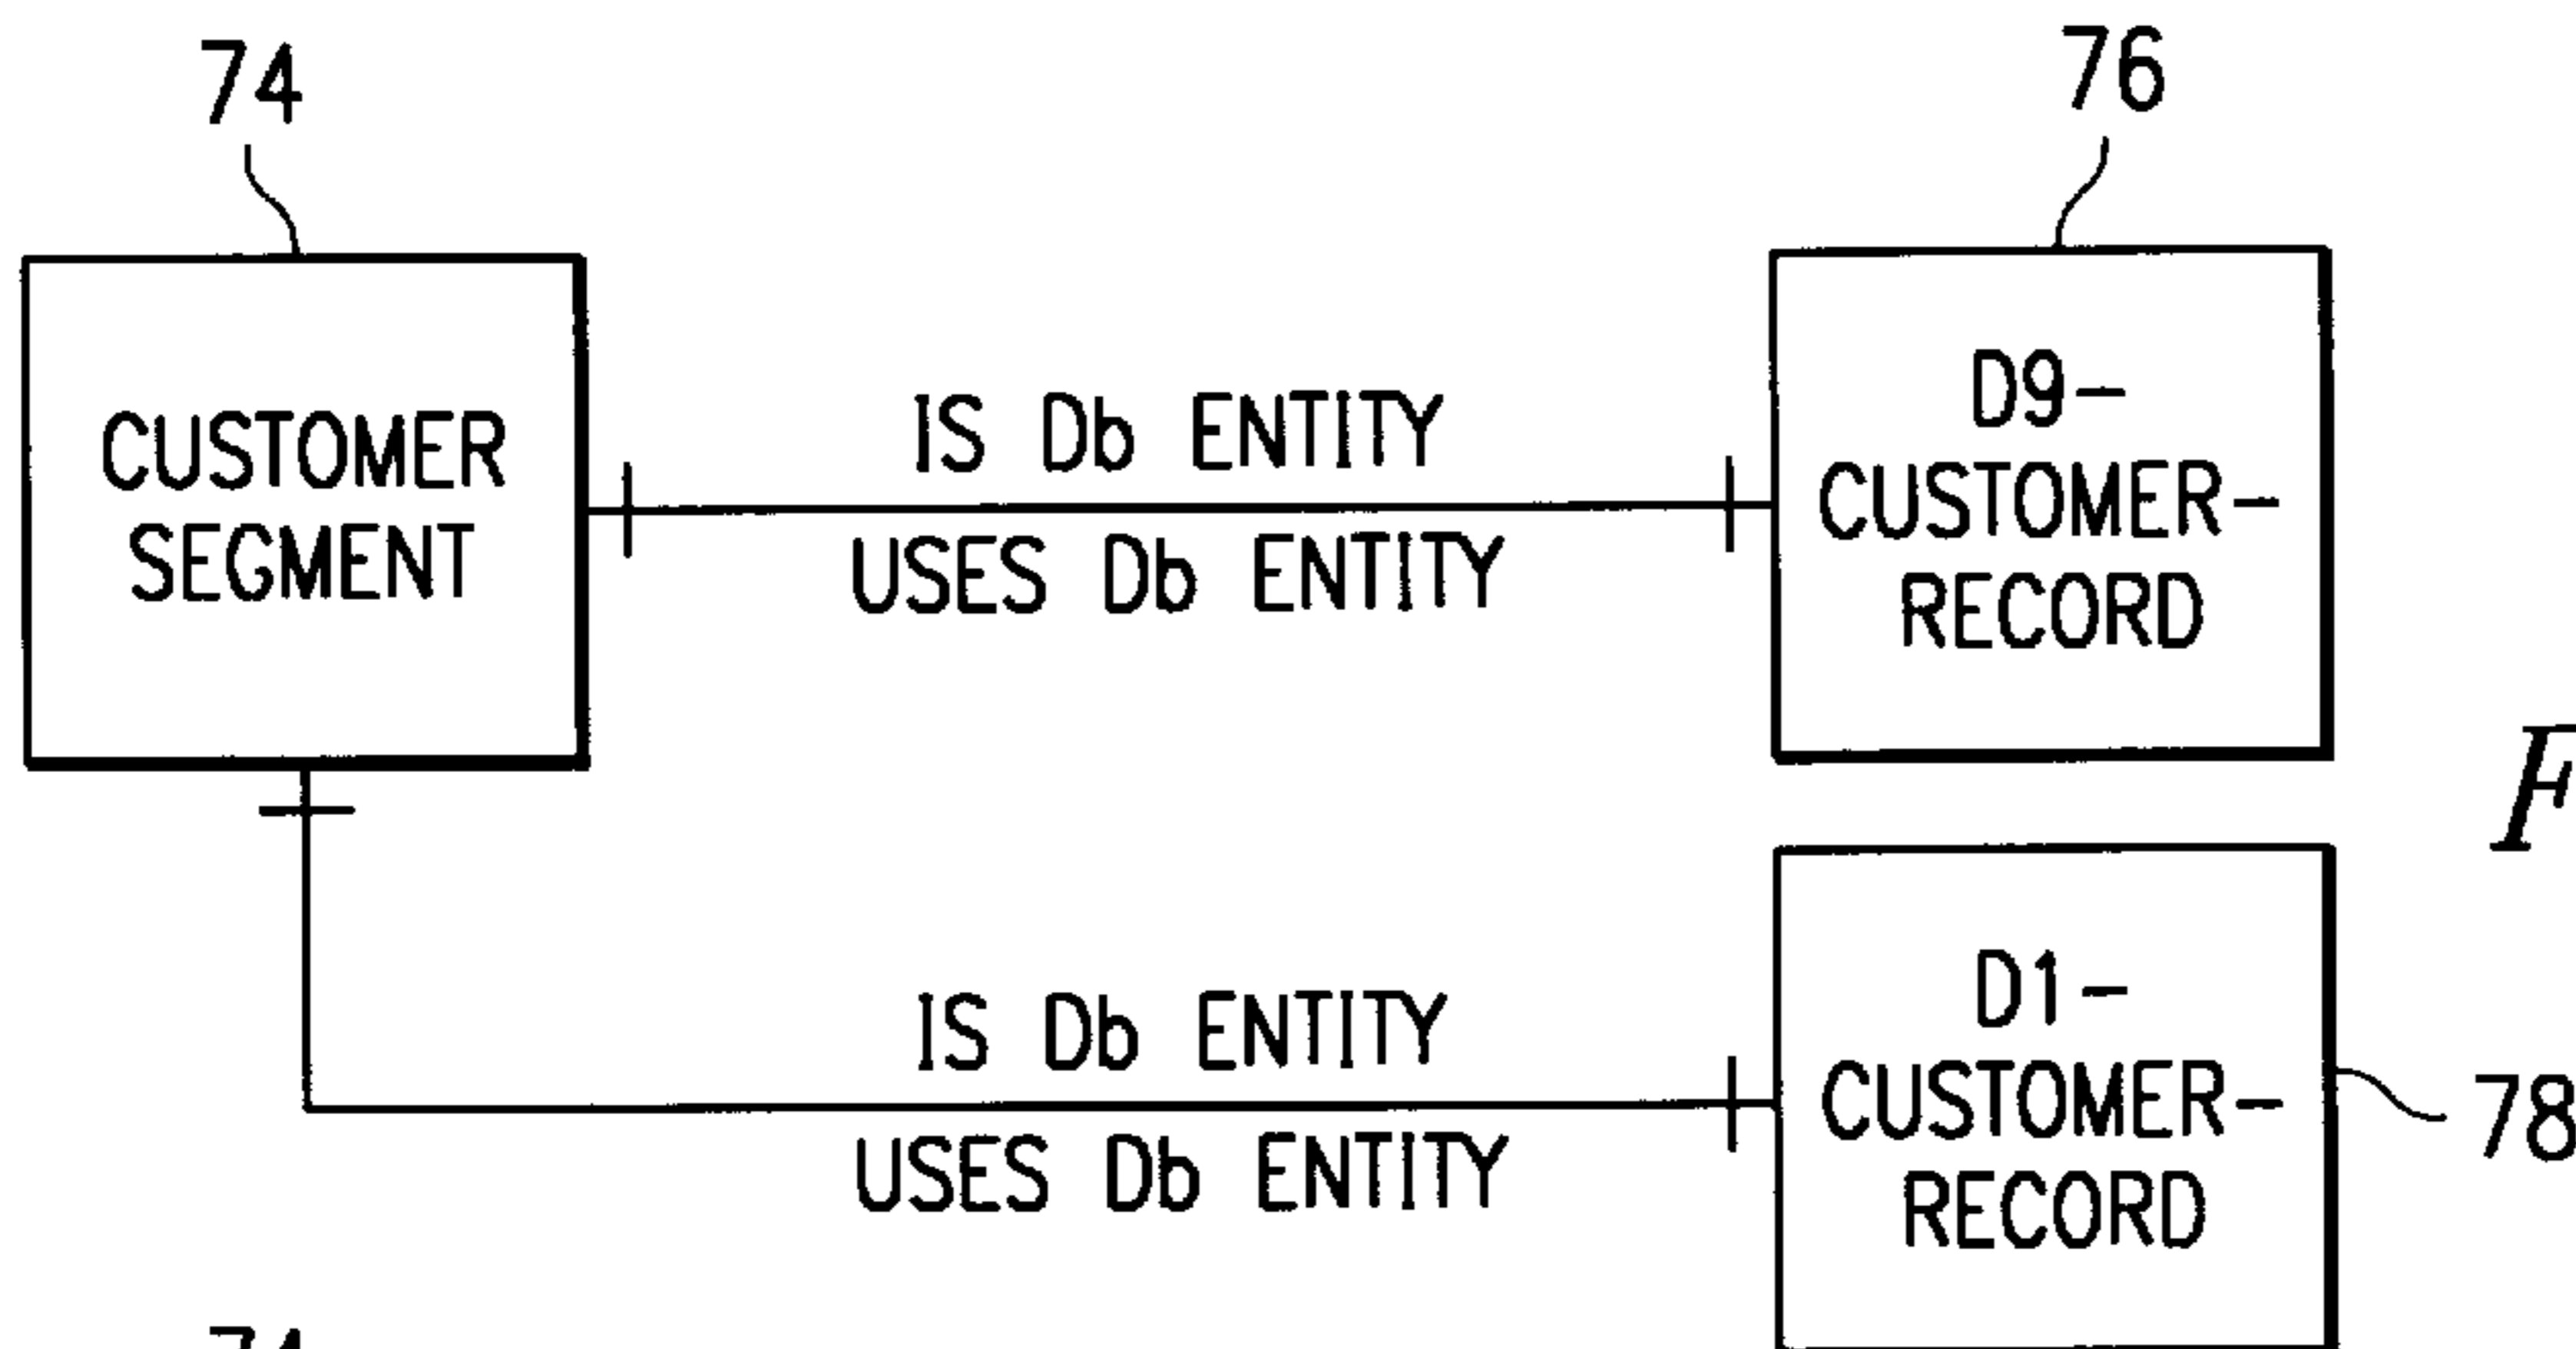 74
76
CUSTOMER
SEGMENT
IS Db ENTITY
USES Db ENTITY
D9-
CUSTOMER-
RECORD
F
IS Db ENTITY
USES Db ENTITY
D1-
CUSTOMER-
RECORD
78